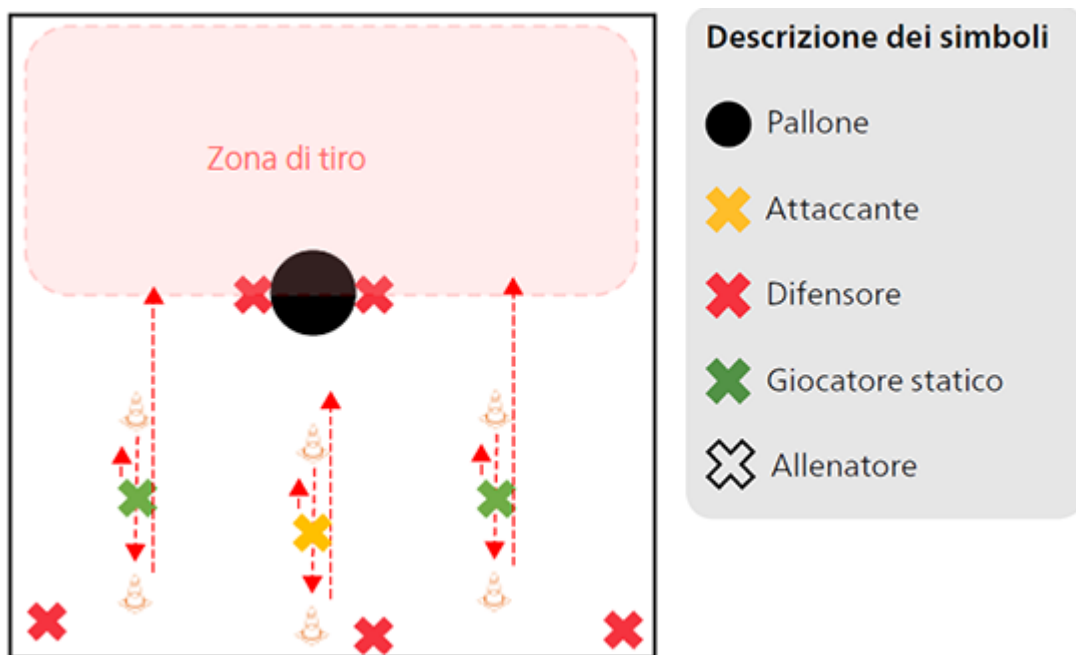 Zona di tiro
Descrizione dei simboli
Pallone
Attaccante
Difensore
Giocatore statico
Allenatore